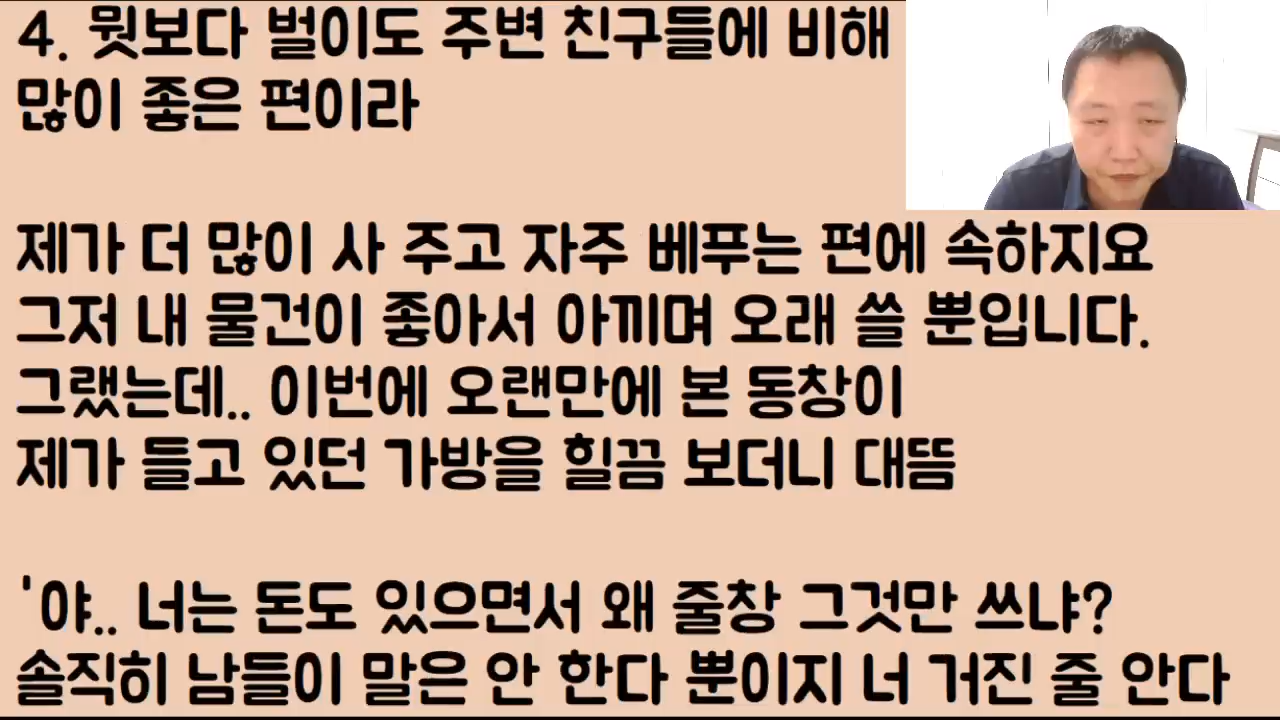 4. 뭣보다 벌이도 주변 친구들에 비해
많이 좋은 편이라
제가 더 많이 사 주고 자주 베푸는 편에 속하지요
그저 내 물건이 좋아서 아끼며 오래 쓸 뿐입니다.
그랬는데.. 이번에 오랜만에 본 동창이
제가 들고 있던 가방을 힐끔 보더니 대뜸
'야.. 너는 돈도 있으면서 왜 줄창 그것만 쓰냐?
솔직히 남들이 말은 안 한다 뿐이지 너 거진 줄 안다